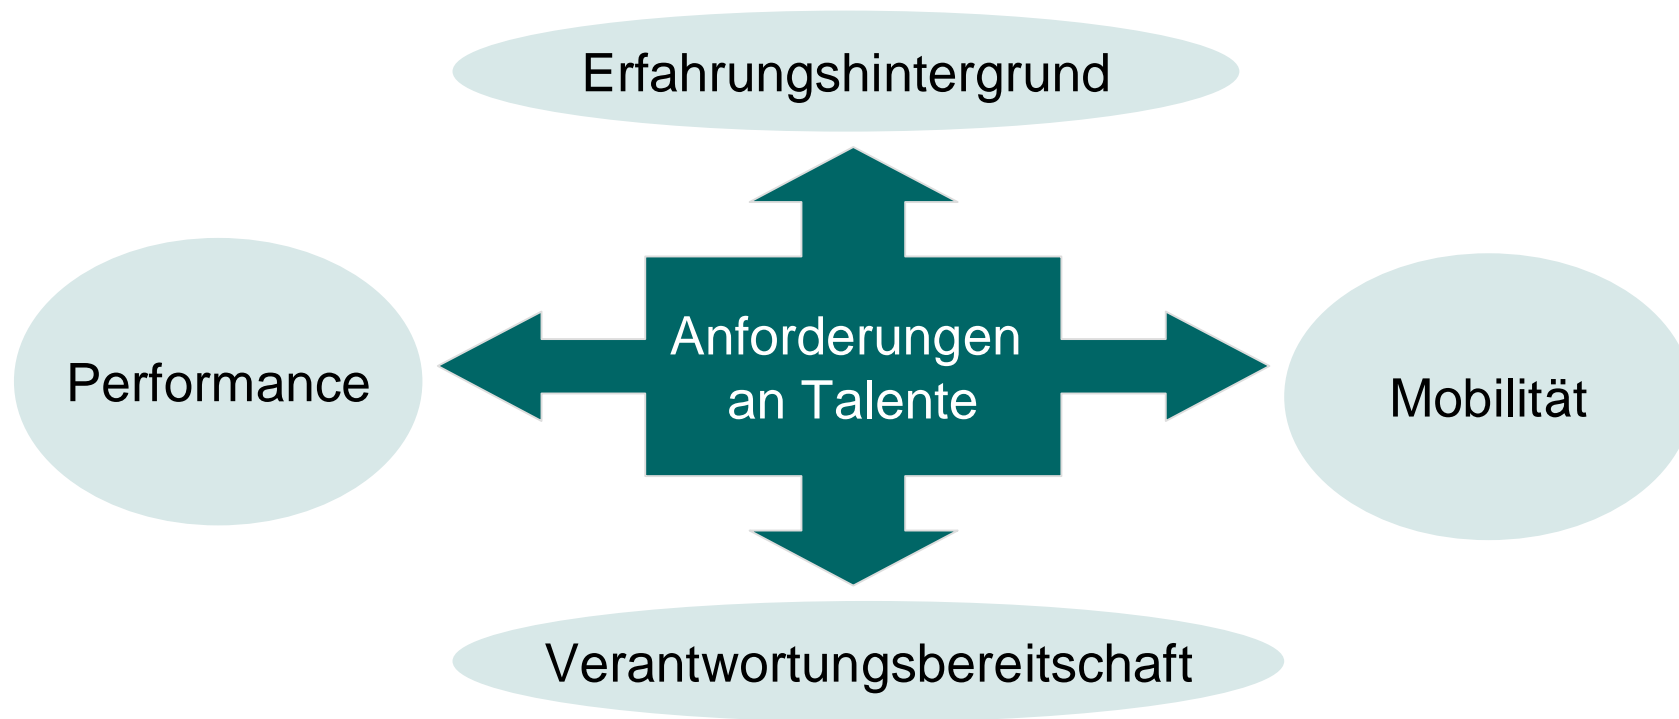 Erfahrungshintergrund
Performance
Anforderungen
an Talente
Mobilität
Verantwortungsbereitschaft